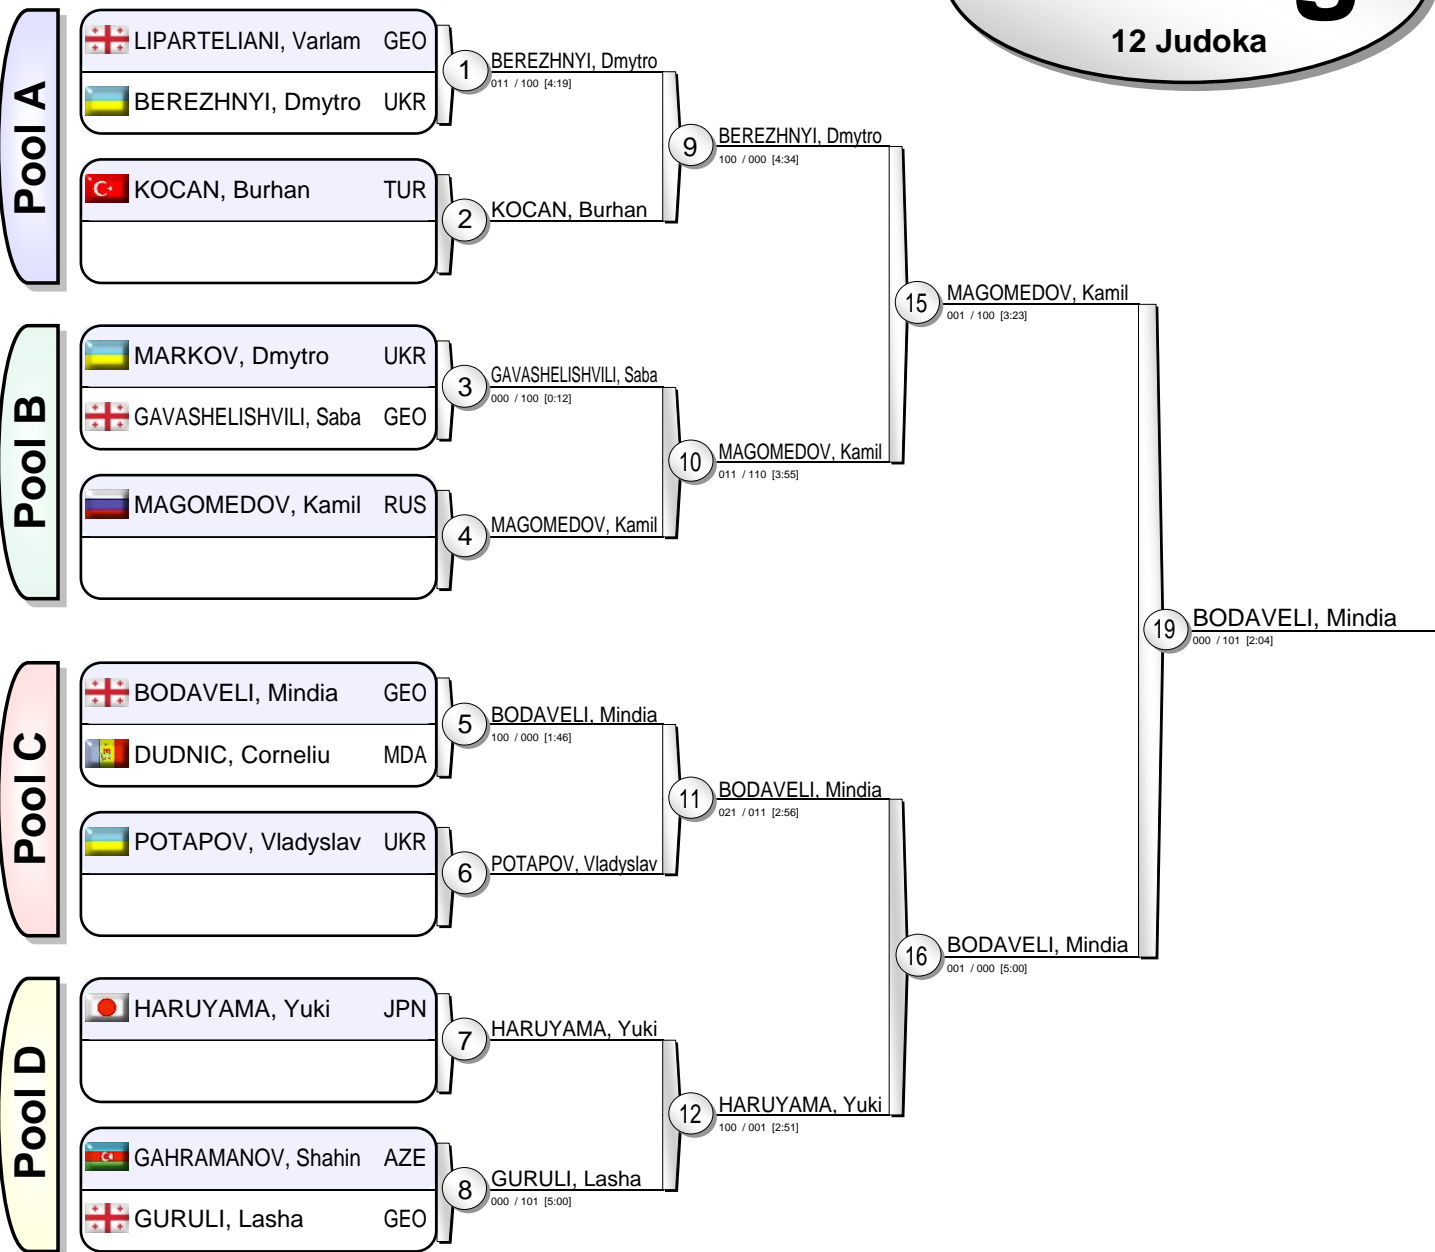 12 Judoka
Pool A
LIPARTELIANI, Varlam GEO
BEREZHNYI, Dmytro UKR
KOCAN, Burhan TUR
1
BEREZHNYI, Dmytro
011 / 100 [4:19]
2
KOCAN, Burhan
9
BEREZHNYI, Dmytro
100 / 000 [4:34]
Pool B
MARKOV, Dmytro UKR
GAVASHELISHVILI, Saba GEO
MAGOMEDOV, Kamil RUS
3
GAVASHELISHVILI, Saba
000 / 100 [0:12]
4
MAGOMEDOV, Kamil
10
MAGOMEDOV, Kamil
011 / 110 [3:55]
15
MAGOMEDOV, Kamil
001 / 100 [3:23]
Pool C
BODAVELI, Mindia GEO
DUDNIC, Corneliu MDA
POTAPOV, Vladyslav UKR
5
BODAVELI, Mindia
100 / 000 [1:46]
6
POTAPOV, Vladyslav
11
BODAVELI, Mindia
021 / 011 [2:56]
Pool D
HARUYAMA, Yuki JPN
GAHRAMANOV, Shahin AZE
GURULI, Lasha GEO
7
HARUYAMA, Yuki
8
GURULI, Lasha
000 / 101 [5:00]
12
HARUYAMA, Yuki
100 / 001 [2:51]
16
BODAVELI, Mindia
001 / 000 [5:00]
19
BODAVELI, Mindia
000 / 101 [2:04]